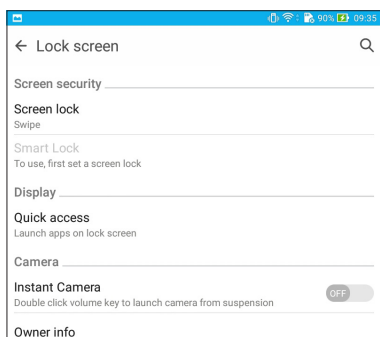 90% 09:35
Lock screen
Screen security
Screen lock
Swipe
Smart Lock
To use, first set a screen lock
Display
Quick access
Launch apps on lock screen
Camera
Instant Camera
Double click volume key to launch camera from suspension
OFF
Owner info